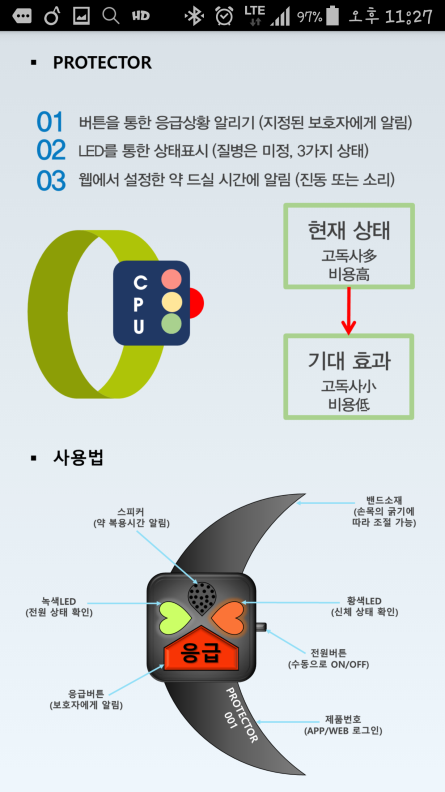 HD
LTE
97%
오후 11:27
▪ PROTECTOR
01 버튼을 통한 응급상황 알리기 (지정된 보호자에게 알림)
02 LED를 통한 상태표시 (질병은 미정, 3가지 상태)
03 웹에서 설정한 약 드실 시간에 알림 (진동 또는 소리)
C
P
U
현재 상태
고독사多
비용高
기대 효과
고독사小
비용低
▪ 사용법
스피커
(약 복용시간 알림)
밴드소재
(손목의 굵기에
따라 조절 가능)
녹색LED
(전원 상태 확인)
황색LED
(신체 상태 확인)
응급
전원버튼
(수동으로 ON/OFF)
응급버튼
(보호자에게 알림)
PROTECTOR
001
제품번호
(APP/WEB 로그인)